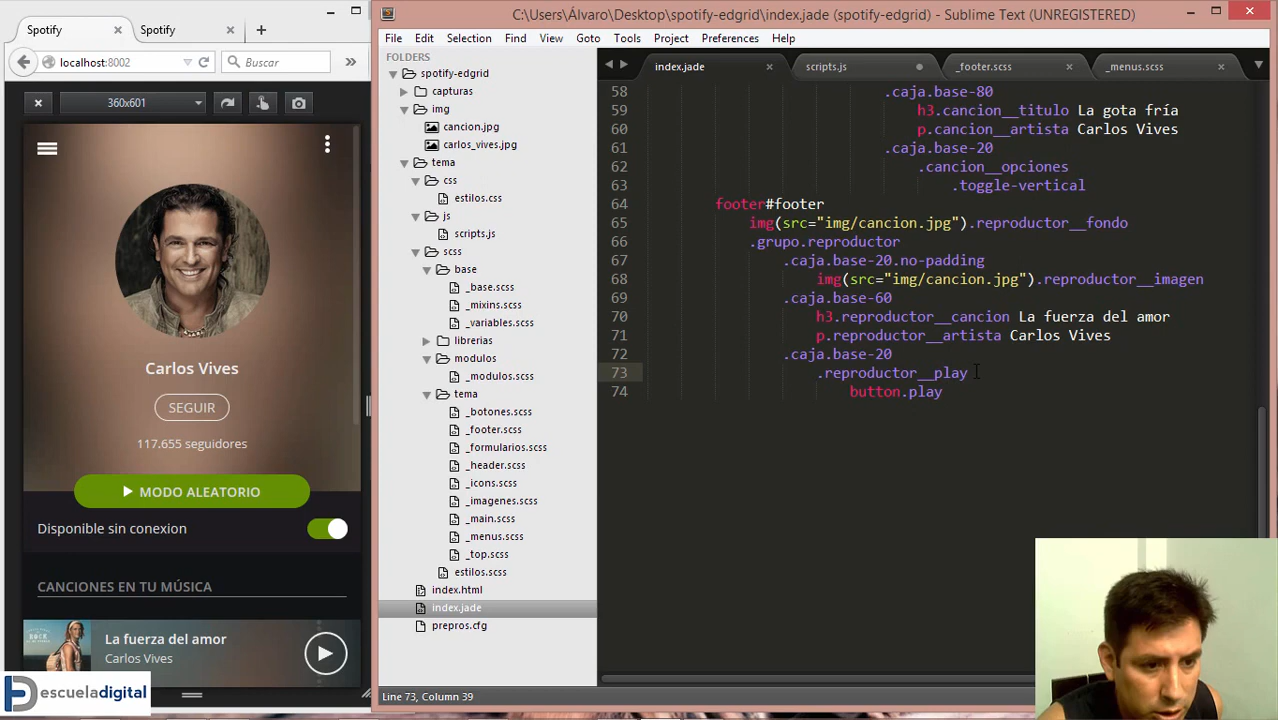 C:\Users\Álvaro\Desktop\spotify-edgrid\index.jade (spotify-edgrid) - Sublime Text (UNREGISTERED)
Spotify
Spotify
localhost:8002
Buscar
360x601
Carlos Vives
SEGUIR
117.655 seguidores
MODO ALEATORIO
Disponible sin conexion
CANCIONES EN TU MÚSICA
ROCK
La fuerza del amor
Carlos Vives
escueladigital
File Edit Selection Find View Goto Tools Project Preferences Help
FOLDERS
spotify-edgrid
capturas
img
cancion.jpg
carlos_vives.jpg
tema
css
estilos.css
js
scripts.js
scss
base
_base.scss
_mixins.scss
_variables.scss
librerias
modulos
_modulos.scss
tema
_botones.scss
_footer.scss
_formularios.scss
_header.scss
_icons.scss
_imagenes.scss
_main.scss
_menus.scss
_top.scss
estilos.scss
index.html
index.jade
prepros.cfg
index.jade
scripts.js
_footer.scss
_menus.scss
58 .caja.base-80
59 h3.cancion__titulo La gota fría
60 p.cancion__artista Carlos Vives
61 .caja.base-20
62 .cancion__opciones
63 .toggle-vertical
64 footer#footer
65 img(src="img/cancion.jpg").reproductor__fondo
66 .grupo.reproductor
67 .caja.base-20.no-padding
68 img(src="img/cancion.jpg").reproductor__imagen
69 .caja.base-60
70 h3.reproductor__cancion La fuerza del amor
71 p.reproductor__artista Carlos Vives
72 .caja.base-20
73 .reproductor__play
74 button.play
Line 73, Column 39